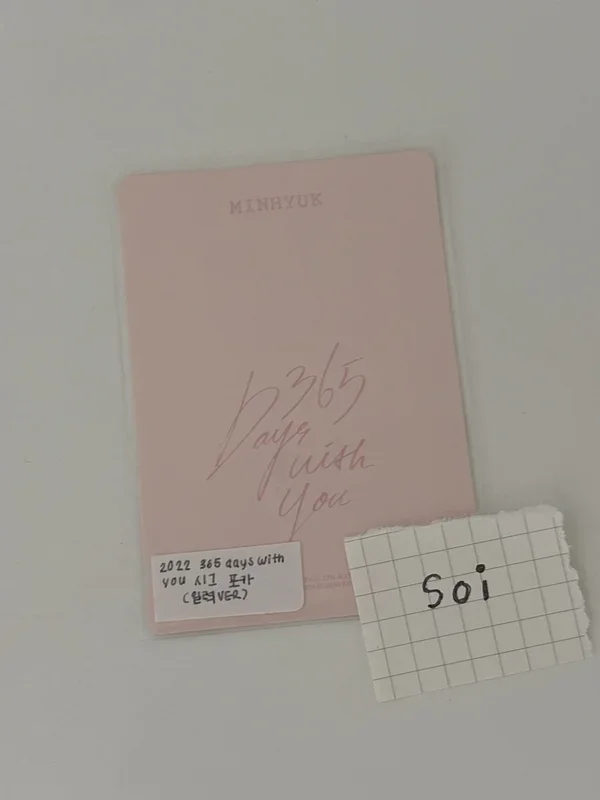 MINHYUK
365
Days
with
You
2022 365 days with
you 시그 포카
(일력VER)
Soi